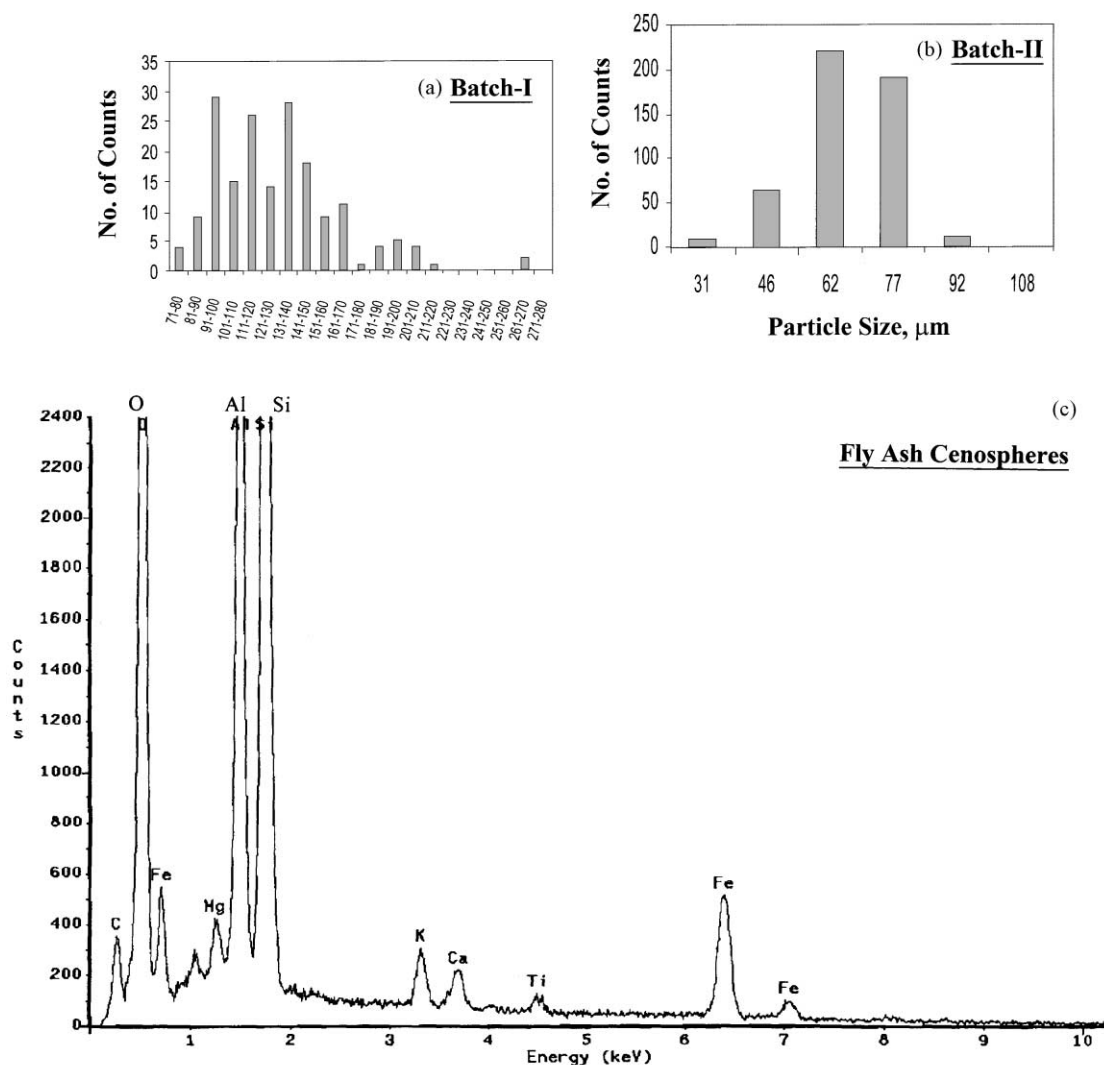 (a) Batch-I
No. of Counts
35
30
25
20
15
10
5
0
71-80
81-90
91-100
101-110
111-120
121-130
131-140
141-150
151-160
161-170
171-180
181-190
191-200
201-210
211-220
221-230
231-240
241-250
251-260
261-270
271-280
(b) Batch-II
No. of Counts
250
200
150
100
50
0
31 46 62 77 92 108
Particle Size, μm
(c)
Fly Ash Cenospheres
O Al Si
O Al Si
2400
2200
2000
1800
1600
1400
1200
1000
800
600
400
200
0
Counts
C
Fe
Mg
K
Ca
Ti
Fe
Fe
1 2 3 4 5 6 7 8 9 10
Energy (keV)